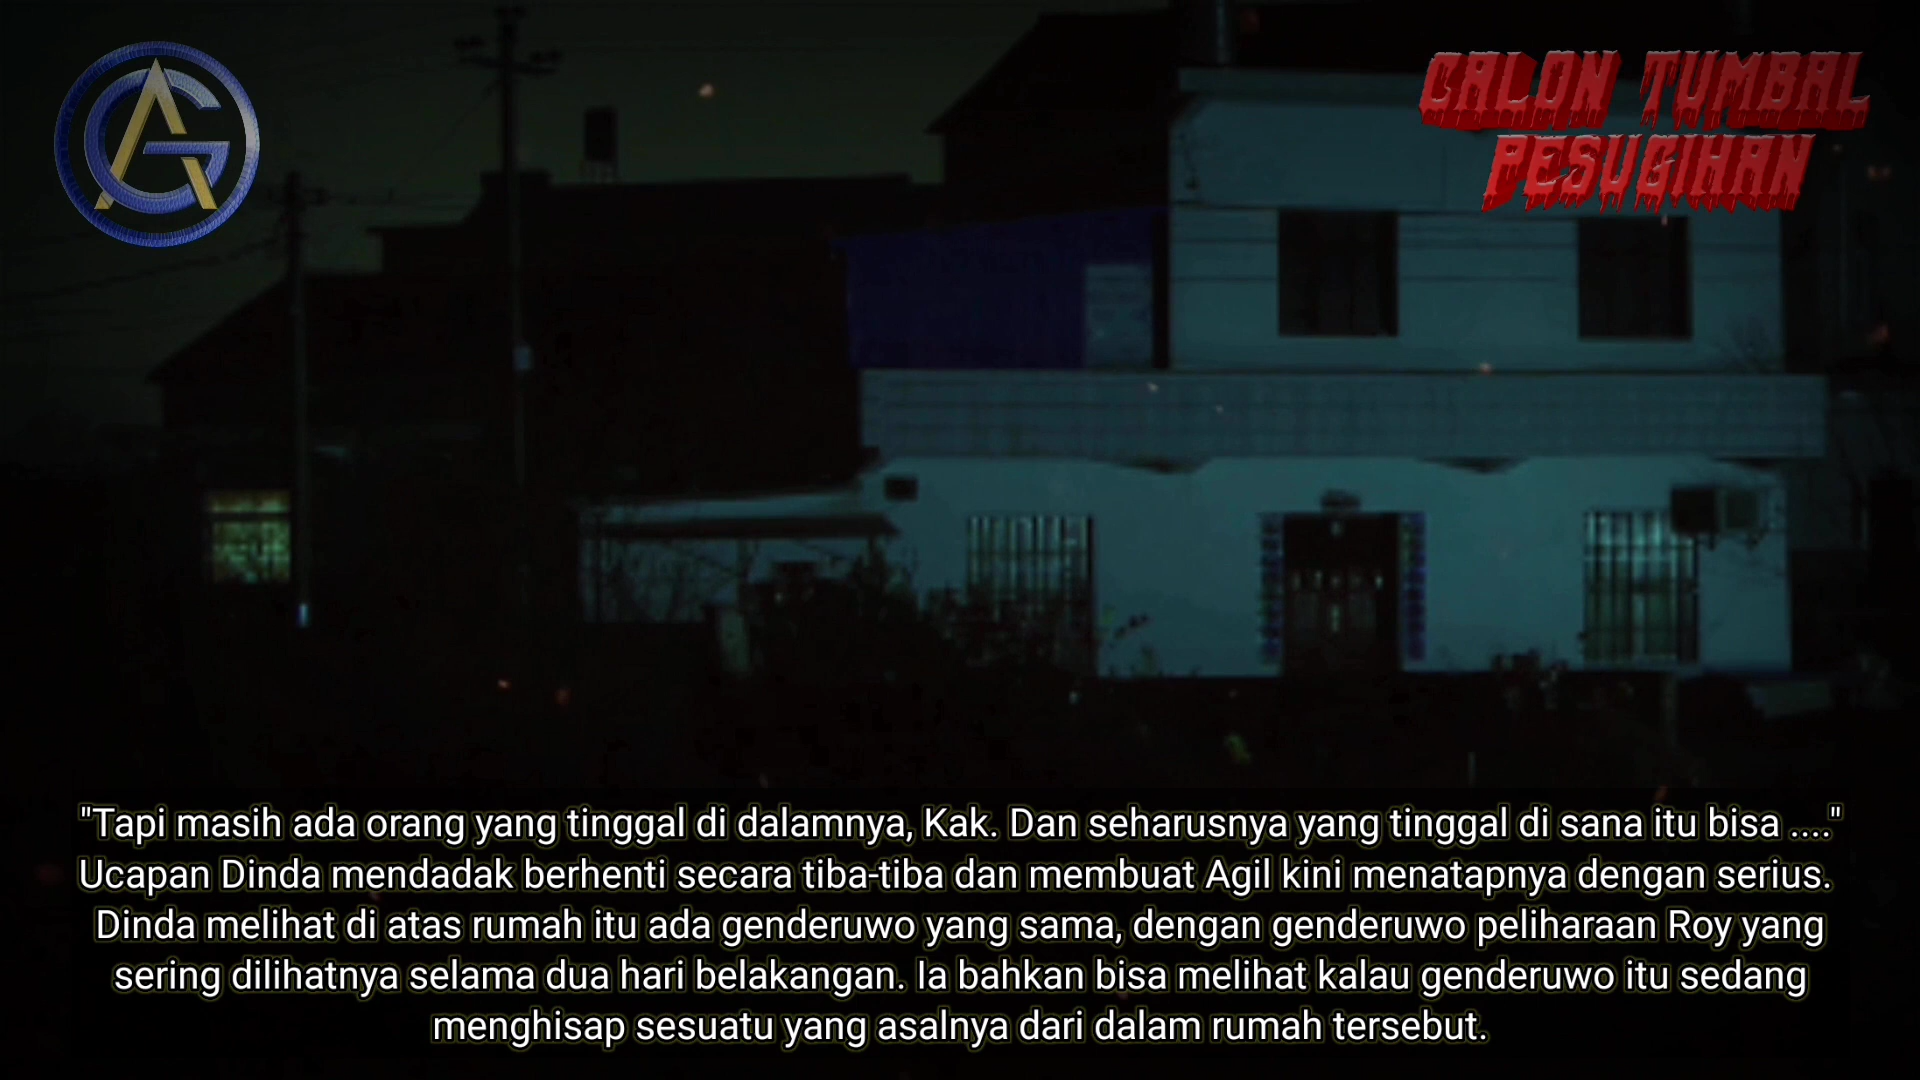 CALON TUMBAL
PESUGIHAN
"Tapi masih ada orang yang tinggal di dalamnya, Kak. Dan seharusnya yang tinggal di sana itu bisa ...."
Ucapan Dinda mendadak berhenti secara tiba-tiba dan membuat Agil kini menatapnya dengan serius.
Dinda melihat di atas rumah itu ada genderuwo yang sama, dengan genderuwo peliharaan Roy yang
sering dilihatnya selama dua hari belakangan. Ia bahkan bisa melihat kalau genderuwo itu sedang
menghisap sesuatu yang asalnya dari dalam rumah tersebut.